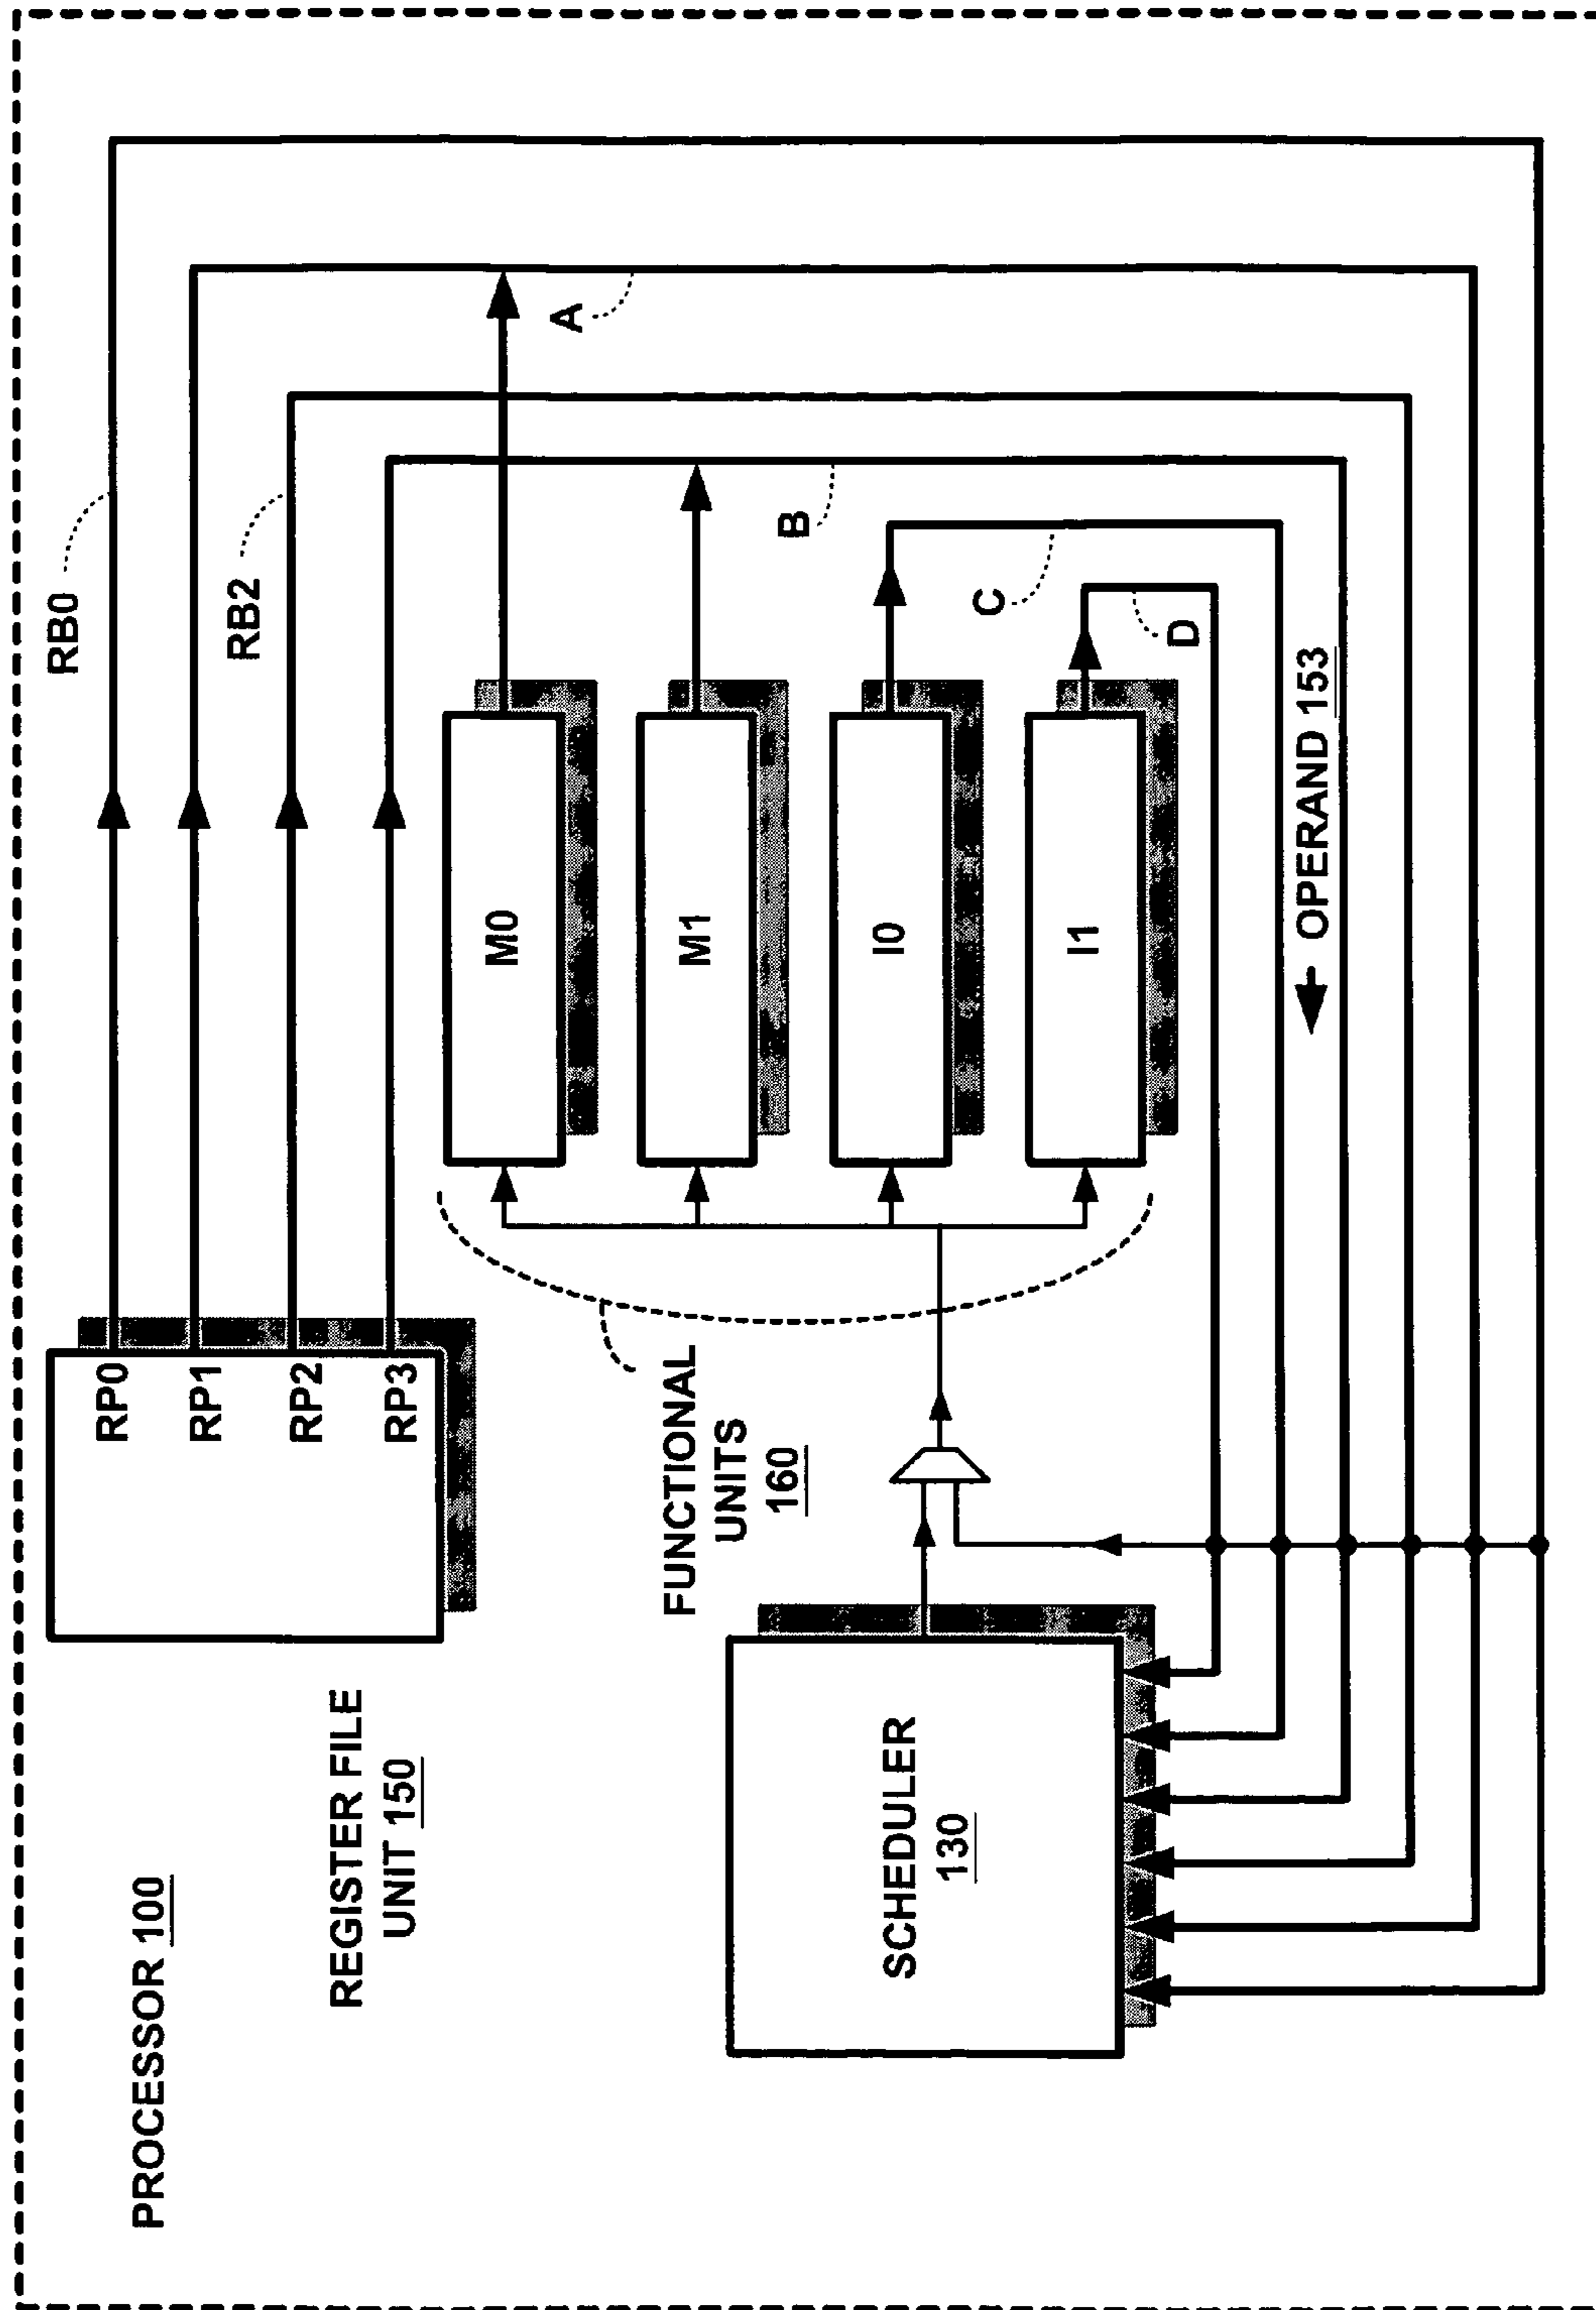 PROCESSOR 100
REGISTER FILE
UNIT 150
RP0
RP1
RP2
RP3
RB0
RB2
FUNCTIONAL
UNITS
160
M0
M1
I0
I1
A
B
C
D
SCHEDULER
130
OPERAND 153